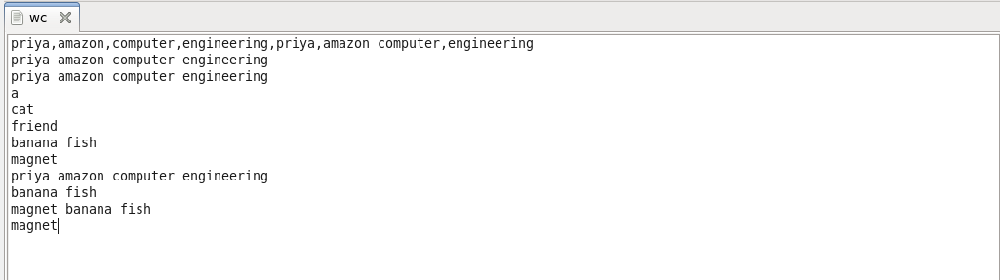 wc
priya,amazon,computer,engineering,priya,amazon computer,engineering
priya amazon computer engineering
priya amazon computer engineering
a
cat
friend
banana fish
magnet
priya amazon computer engineering
banana fish
magnet banana fish
magnet